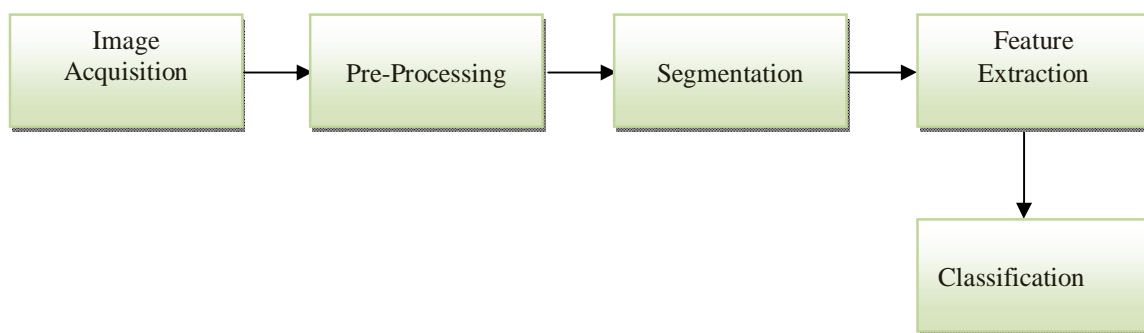 Image
Acquisition
Pre-Processing
Segmentation
Feature
Extraction
Classification